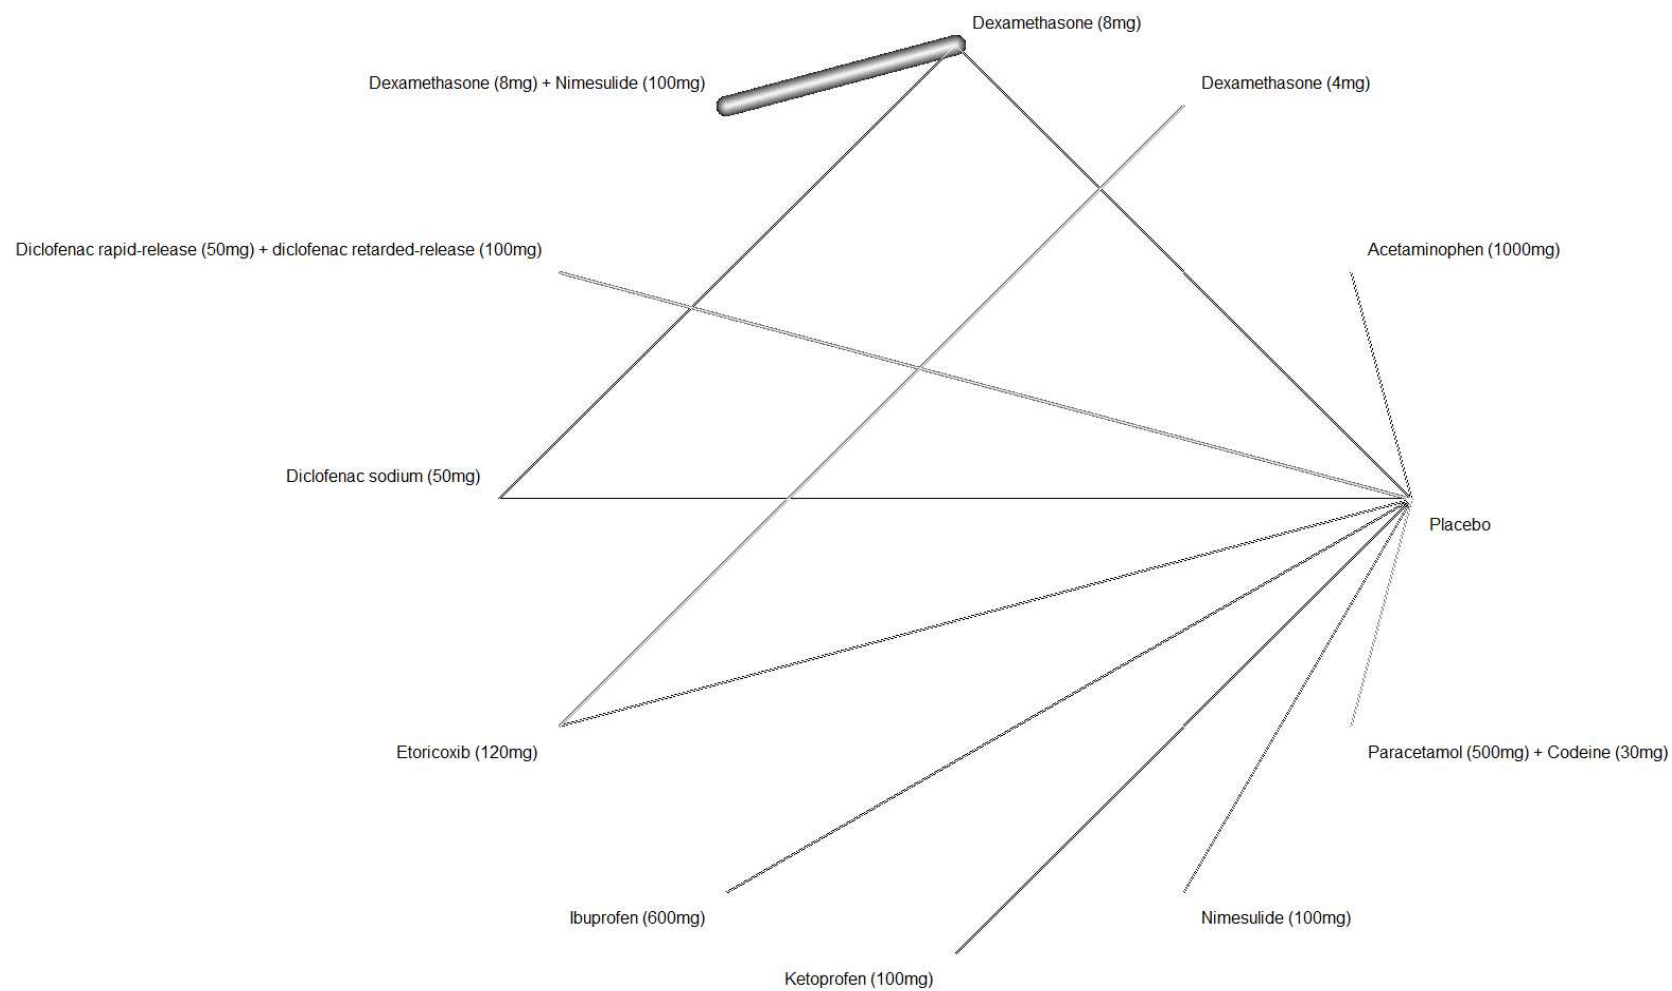 Dexamethasone (8mg)
Dexamethasone (8mg) + Nimesulide (100mg)
Dexamethasone (4mg)
Diclofenac rapid-release (50mg) + diclofenac retarded-release (100mg)
Acetaminophen (1000mg)
Diclofenac sodium (50mg)
Placebo
Etoricoxib (120mg)
Paracetamol (500mg) + Codeine (30mg)
Ibuprofen (600mg)
Nimesulide (100mg)
Ketoprofen (100mg)